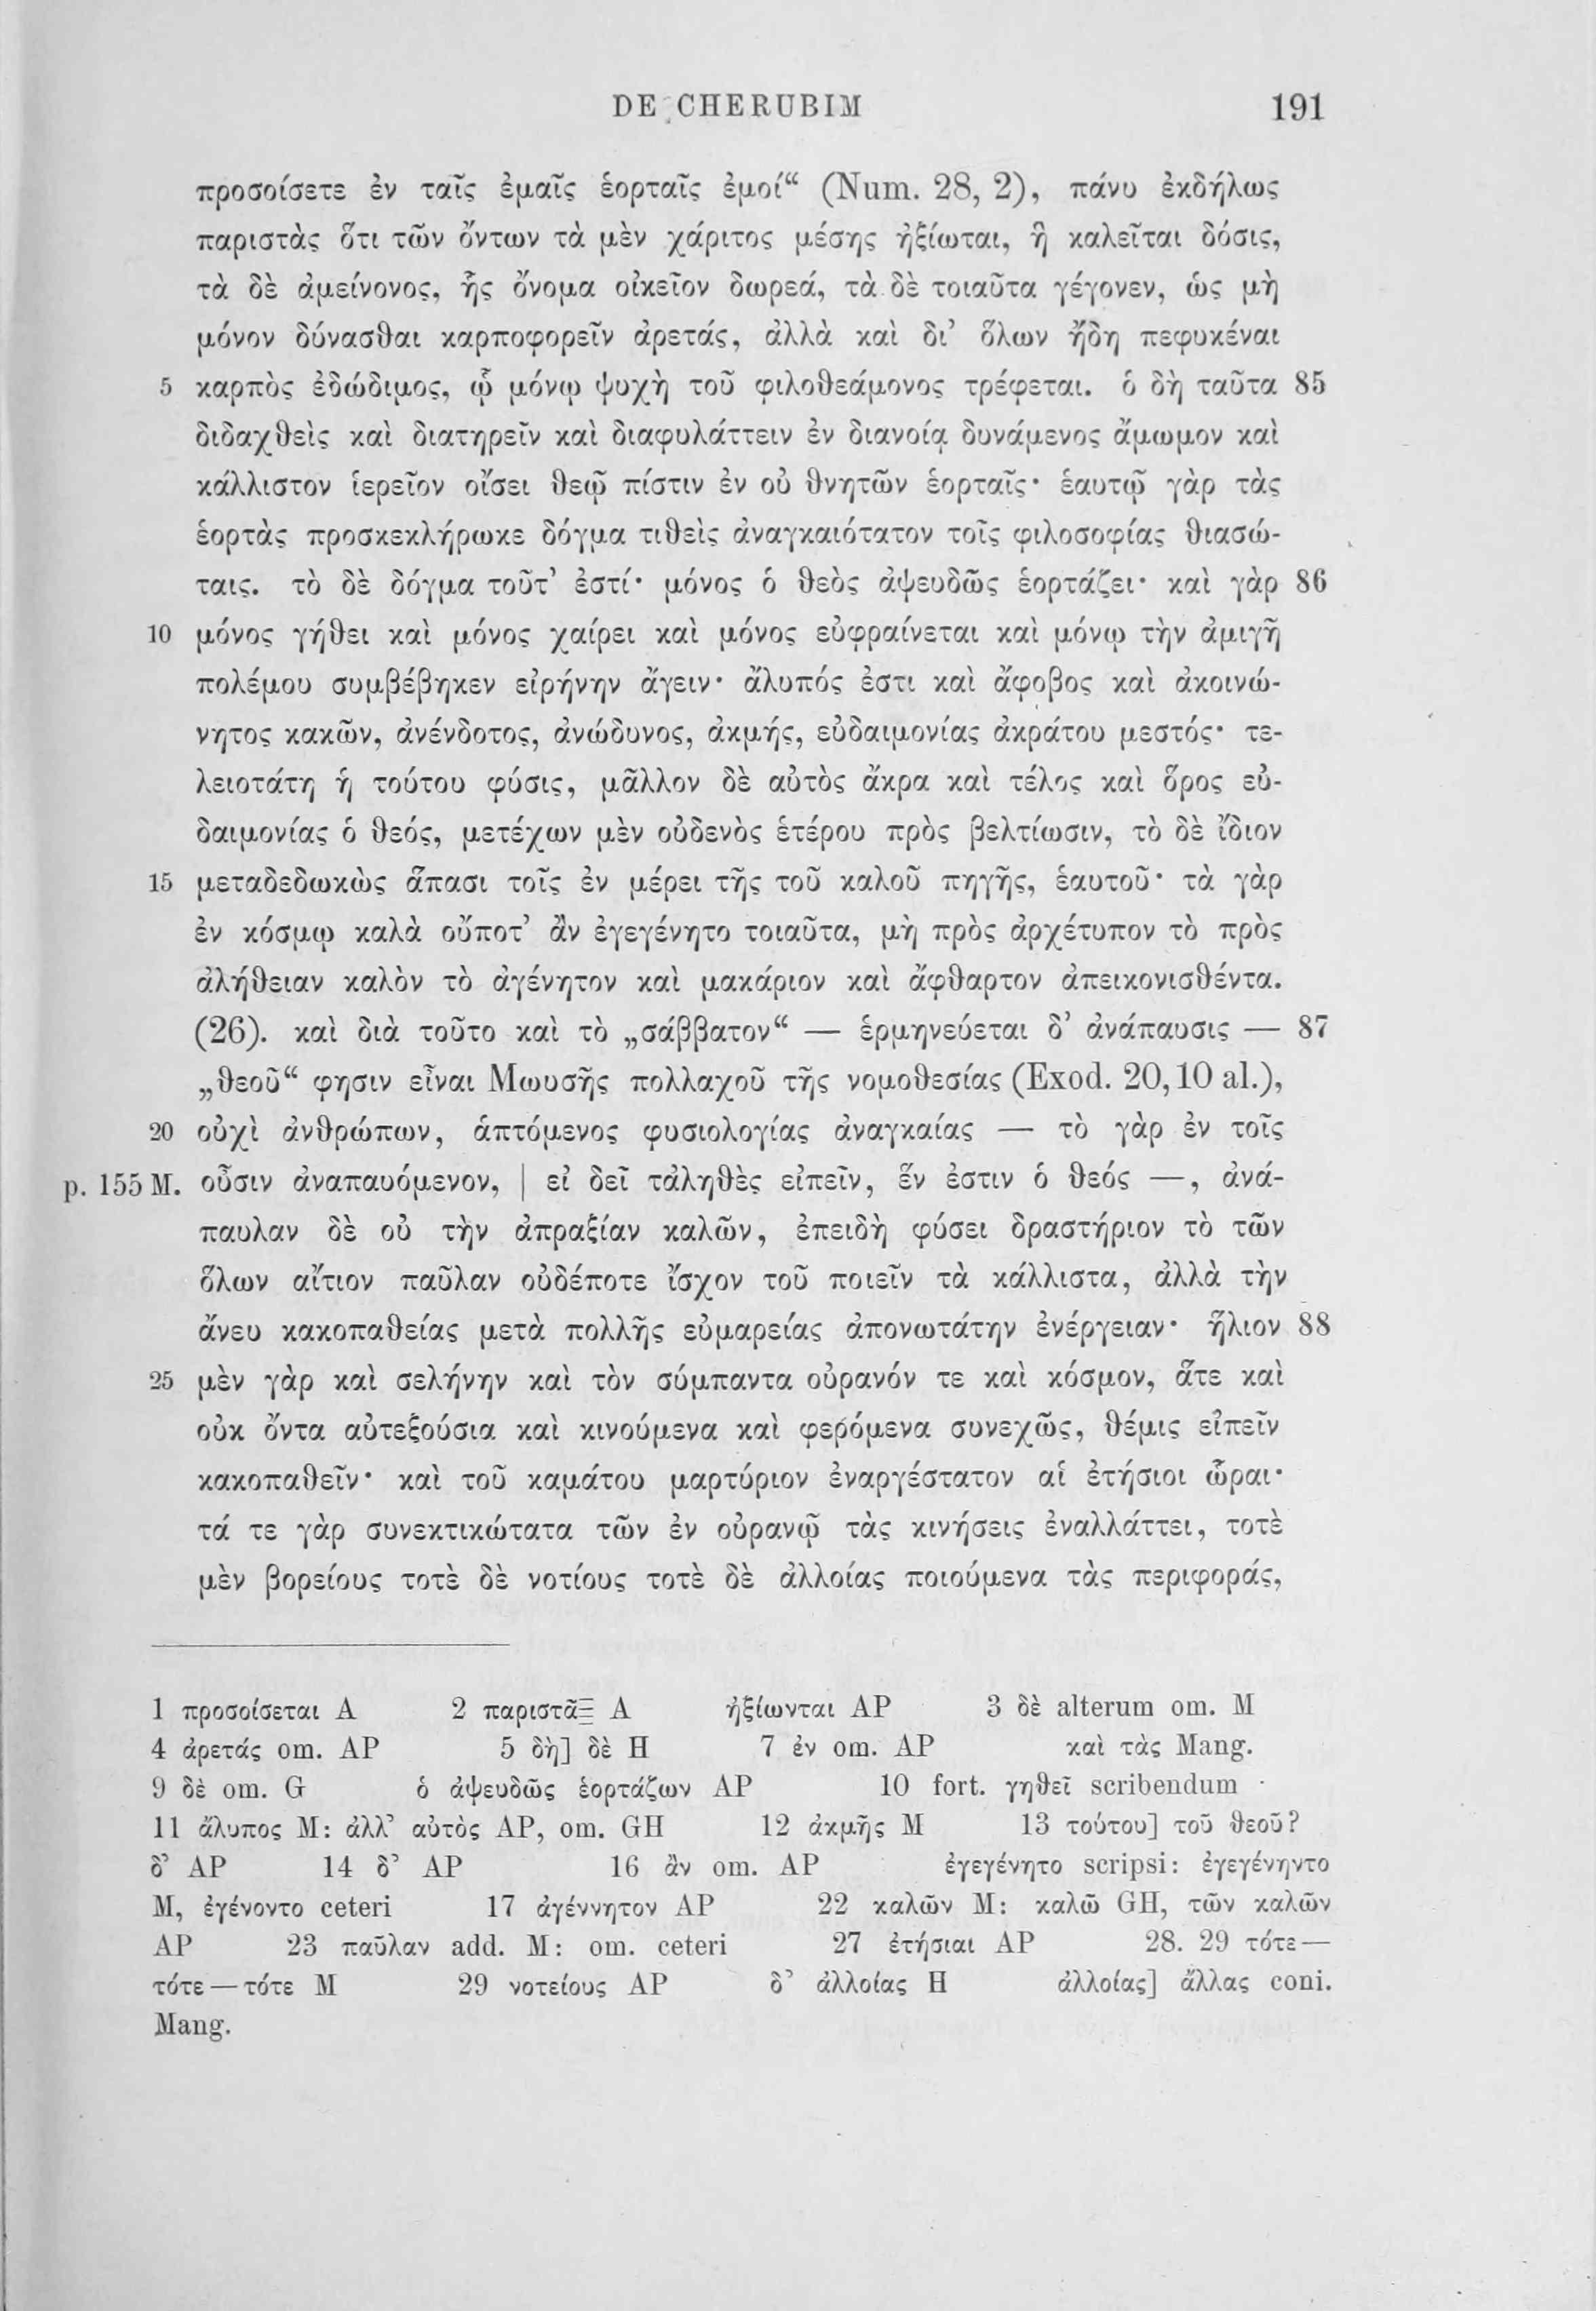 DE CHERUBIM 191
προσοίσετε ἐν ταῖς ἐμαῖς ἑορταῖς ἐμοί“ (Num. 28, 2), πάνυ ἐκδήλως
παριστὰς ὅτι τῶν ὄντων τὰ μὲν χάριτος μέσης ἠξίωται, ἣ καλεῖται δόσις,
τὰ δὲ ἀμείνονος, ἧς ὄνομα οἰκεῖον δωρεά, τὰ δὲ τοιαῦτα γέγονεν, ὡς μὴ
μόνον δύνασθαι καρποφορεῖν ἀρετάς, ἀλλὰ καὶ δι’ ὅλων ἤδη πεφυκέναι
5 καρπὸς ἐδώδιμος, ᾧ μόνῳ ψυχὴ τοῦ φιλοθεάμονος τρέφεται. ὁ δὴ ταῦτα 85
διδαχθεὶς καὶ διατηρεῖν καὶ διαφυλάττειν ἐν διανοίᾳ δυνάμενος ἄμωμον καὶ
κάλλιστον ἱερεῖον οἴσει θεῷ πίστιν ἐν οὐ θνητῶν ἑορταῖς· ἑαυτῷ γὰρ τὰς
ἑορτὰς προσκεκλήρωκε δόγμα τιθεὶς ἀναγκαιότατον τοῖς φιλοσοφίας θιασώ-
ταις. τὸ δὲ δόγμα τοῦτ’ ἐστί· μόνος ὁ θεὸς ἀψευδῶς ἑορτάζει· καὶ γὰρ 86
10 μόνος γήθει καὶ μόνος χαίρει καὶ μόνος εὐφραίνεται καὶ μόνῳ τὴν ἀμιγῆ
πολέμου συμβέβηκεν εἰρήνην ἄγειν· ἄλυπός ἐστι καὶ ἄφοβος καὶ ἀκοινώ-
νητος κακῶν, ἀνένδοτος, ἀνώδυνος, ἀκμής, εὐδαιμονίας ἀκράτου μεστός· τε-
λειοτάτη ἡ τούτου φύσις, μᾶλλον δὲ αὐτὸς ἄκρα καὶ τέλος καὶ ὅρος εὐ-
δαιμονίας ὁ θεός, μετέχων μὲν οὐδενὸς ἑτέρου πρὸς βελτίωσιν, τὸ δὲ ἴδιον
15 μεταδεδωκὼς ἅπασι τοῖς ἐν μέρει τῆς τοῦ καλοῦ πηγῆς, ἑαυτοῦ· τὰ γὰρ
ἐν κόσμῳ καλὰ οὔποτ’ ἂν ἐγεγένητο τοιαῦτα, μὴ πρὸς ἀρχέτυπον τὸ πρὸς
ἀλήθειαν καλὸν τὸ ἀγένητον καὶ μακάριον καὶ ἄφθαρτον ἀπεικονισθέντα.
(26). καὶ διὰ τοῦτο καὶ τὸ „σάββατον“ — ἑρμηνεύεται δ’ ἀνάπαυσις — 87
„θεοῦ“ φησιν εἶναι Μωυσῆς πολλαχοῦ τῆς νομοθεσίας (Exod. 20, 10 al.),
20 οὐχὶ ἀνθρώπων, ἁπτόμενος φυσιολογίας ἀναγκαίας — τὸ γὰρ ἐν τοῖς
p. 155 M. οὖσιν ἀναπαυόμενον, | εἰ δεῖ τἀληθὲς εἰπεῖν, ἕν ἐστιν ὁ θεός —, ἀνά-
παυλαν δὲ οὐ τὴν ἀπραξίαν καλῶν, ἐπειδὴ φύσει δραστήριον τὸ τῶν
ὅλων αἴτιον παῦλαν οὐδέποτε ἴσχον τοῦ ποιεῖν τὰ κάλλιστα, ἀλλὰ τὴν
ἄνευ κακοπαθείας μετὰ πολλῆς εὐμαρείας ἀπονωτάτην ἐνέργειαν· ἥλιον 88
25 μὲν γὰρ καὶ σελήνην καὶ τὸν σύμπαντα οὐρανόν τε καὶ κόσμον, ἅτε καὶ
οὐκ ὄντα αὐτεξούσια καὶ κινούμενα καὶ φερόμενα συνεχῶς, θέμις εἰπεῖν
κακοπαθεῖν· καὶ τοῦ καμάτου μαρτύριον ἐναργέστατον αἱ ἐτήσιοι ὧραι·
τά τε γὰρ συνεκτικώτατα τῶν ἐν οὐρανῷ τὰς κινήσεις ἐναλλάττει, τοτὲ
μὲν βορείους τοτὲ δὲ νοτίους τοτὲ δὲ ἀλλοίας ποιούμενα τὰς περιφοράς,
1 προσοίσεται A 2 παριστᾶ A ἠξίωνται AP 3 δὲ alterum om. M
4 ἀρετάς om. AP 5 δὴ] δὲ H 7 ἐν om. AP καὶ τὰς Mang.
9 δὲ om. G ὁ ἀψευδῶς ἑορτάζων AP 10 fort. γηθεῖ scribendum
11 ἄλυπος M: ἀλλ’ αὐτὸς AP, om. GH 12 ἀκμῆς M 13 τούτου] τοῦ θεοῦ?
δ’ AP 14 δ’ AP 16 ἂν om. AP ἐγεγένητο scripsi: ἐγεγένηντο
M, ἐγένοντο ceteri 17 ἀγέννητον AP 22 καλῶν M: καλῶ GH, τῶν καλῶν
AP 23 παῦλαν add. M: om. ceteri 27 ἐτήσιαι AP 28. 29 τότε—
τότε—τότε M 29 νοτείους AP δ’ ἀλλοίας H ἀλλοίας] ἄλλας coni.
Mang.